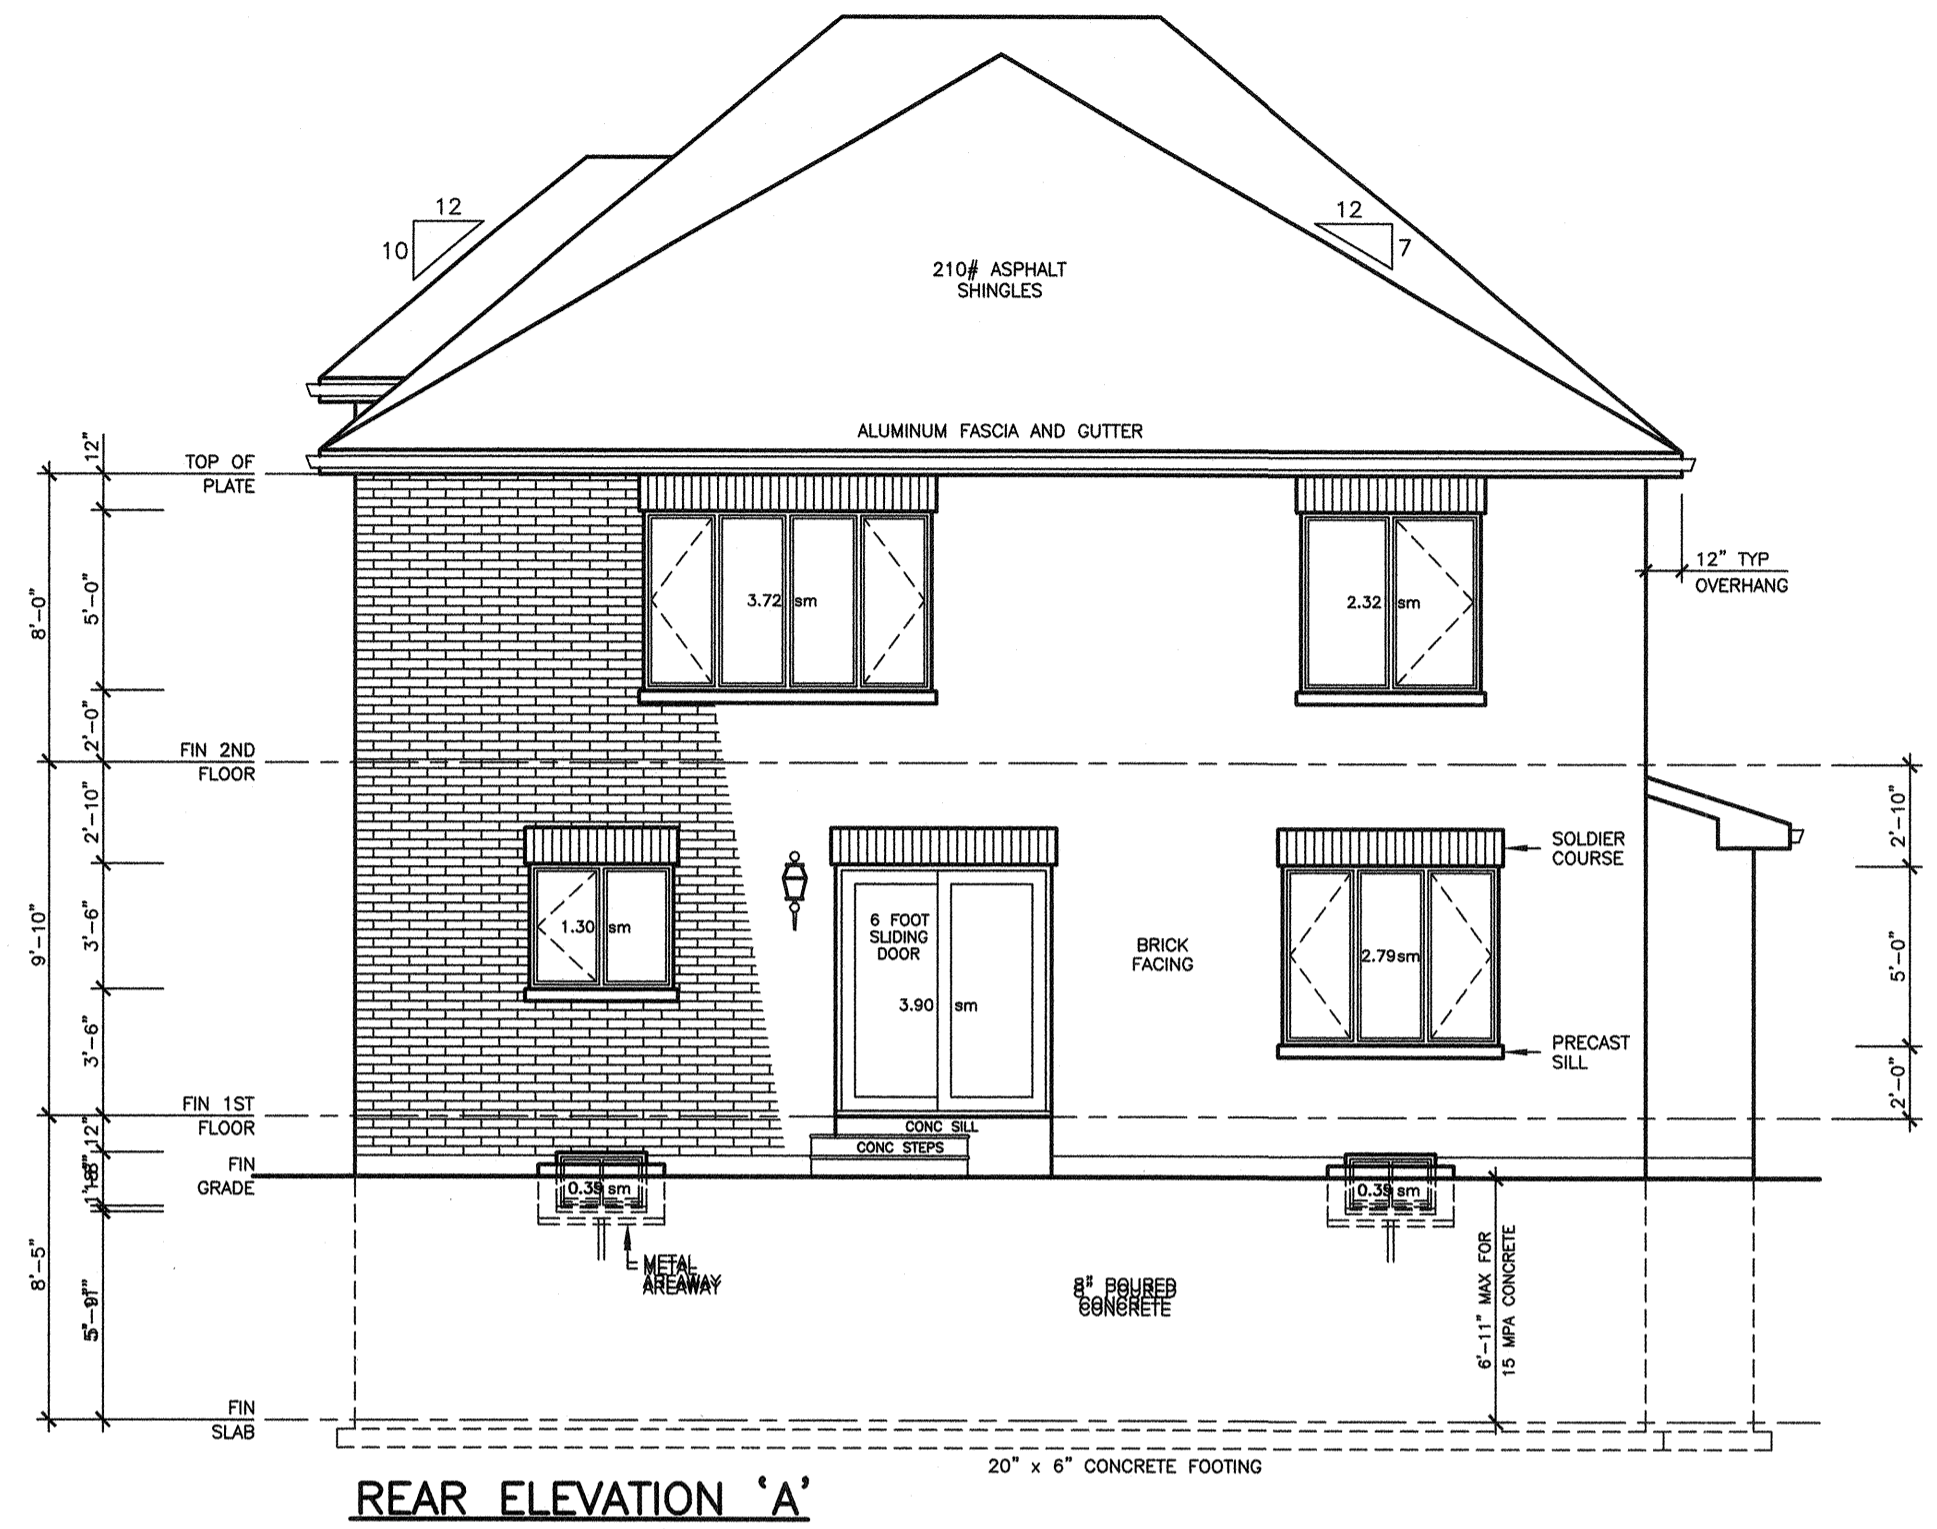 12
10
12
7
210# ASPHALT
SHINGLES
ALUMINUM FASCIA AND GUTTER
12"
TOP OF
PLATE
8'-0"
5'-0"
2'-0"
3.72 sm
2.32 sm
12" TYP
OVERHANG
FIN 2ND
FLOOR
9'-10"
2'-10"
3'-6"
3'-6"
1.30 sm
6 FOOT
SLIDING
DOOR
3.90 sm
BRICK
FACING
2.79sm
SOLDIER
COURSE
PRECAST
SILL
2'-10"
5'-0"
2'-0"
FIN 1ST
FLOOR
12"
CONC SILL
CONC STEPS
FIN
GRADE
0.39 sm
0.39 sm
METAL
AREAWAY
8" POURED
CONCRETE
6'-11" MAX FOR
15 MPA CONCRETE
8'-5"
FIN
SLAB
20" x 6" CONCRETE FOOTING
REAR ELEVATION 'A'